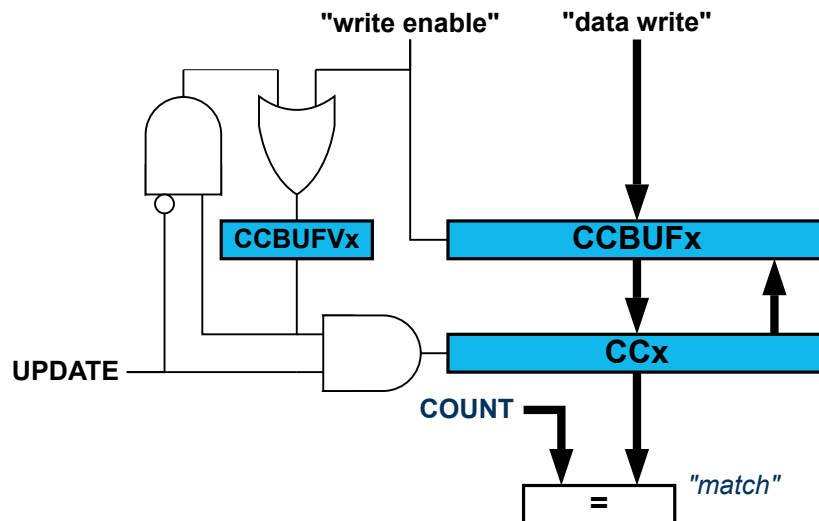 "write enable"
"data write"
CCBUFVx
CCBUFx
UPDATE
CCx
COUNT
"match"
=